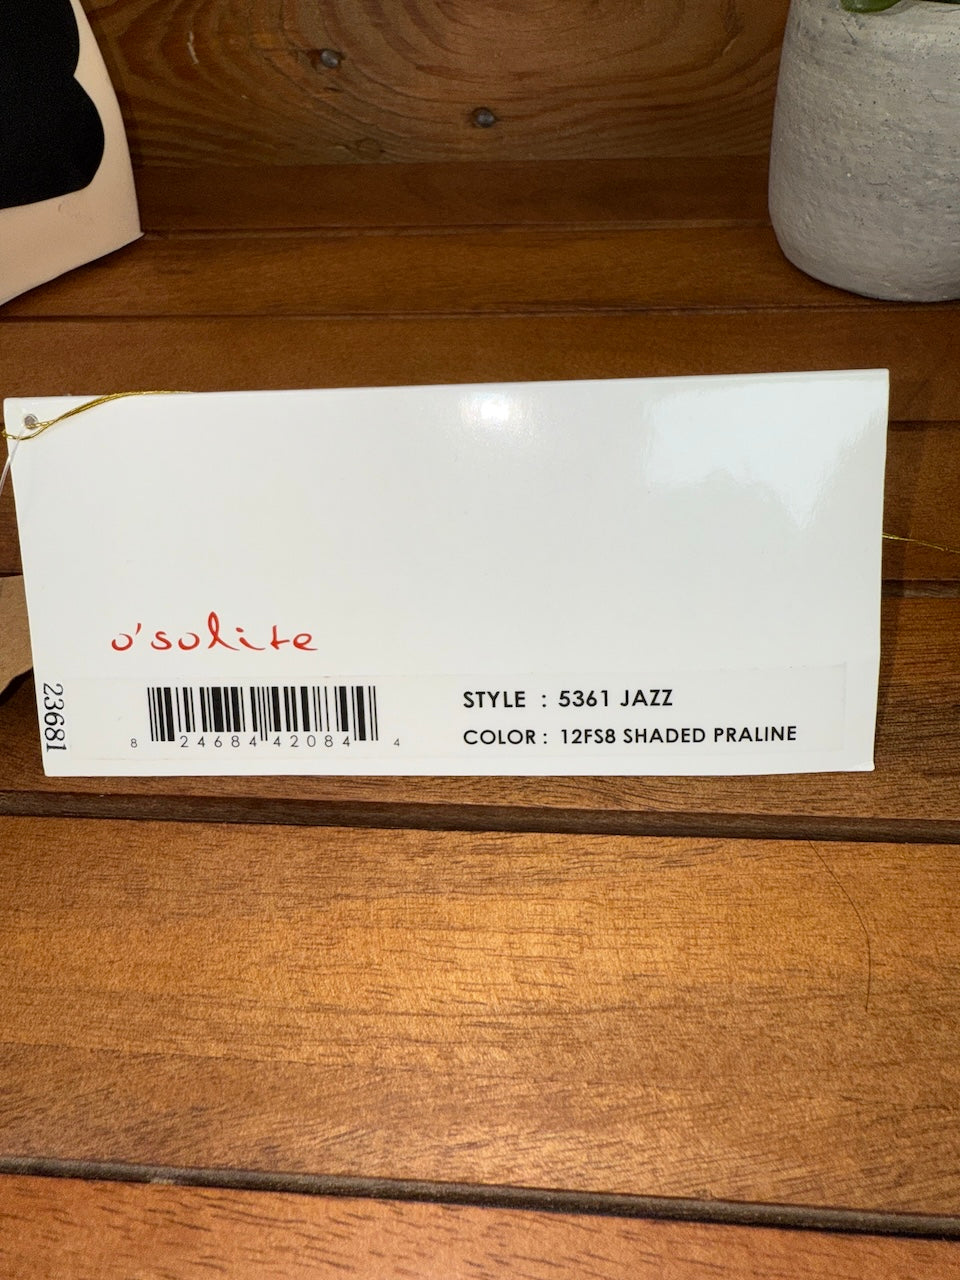 o'solite
23681
8 24684 42084 4
STYLE : 5361 JAZZ
COLOR : 12FS8 SHADED PRALINE